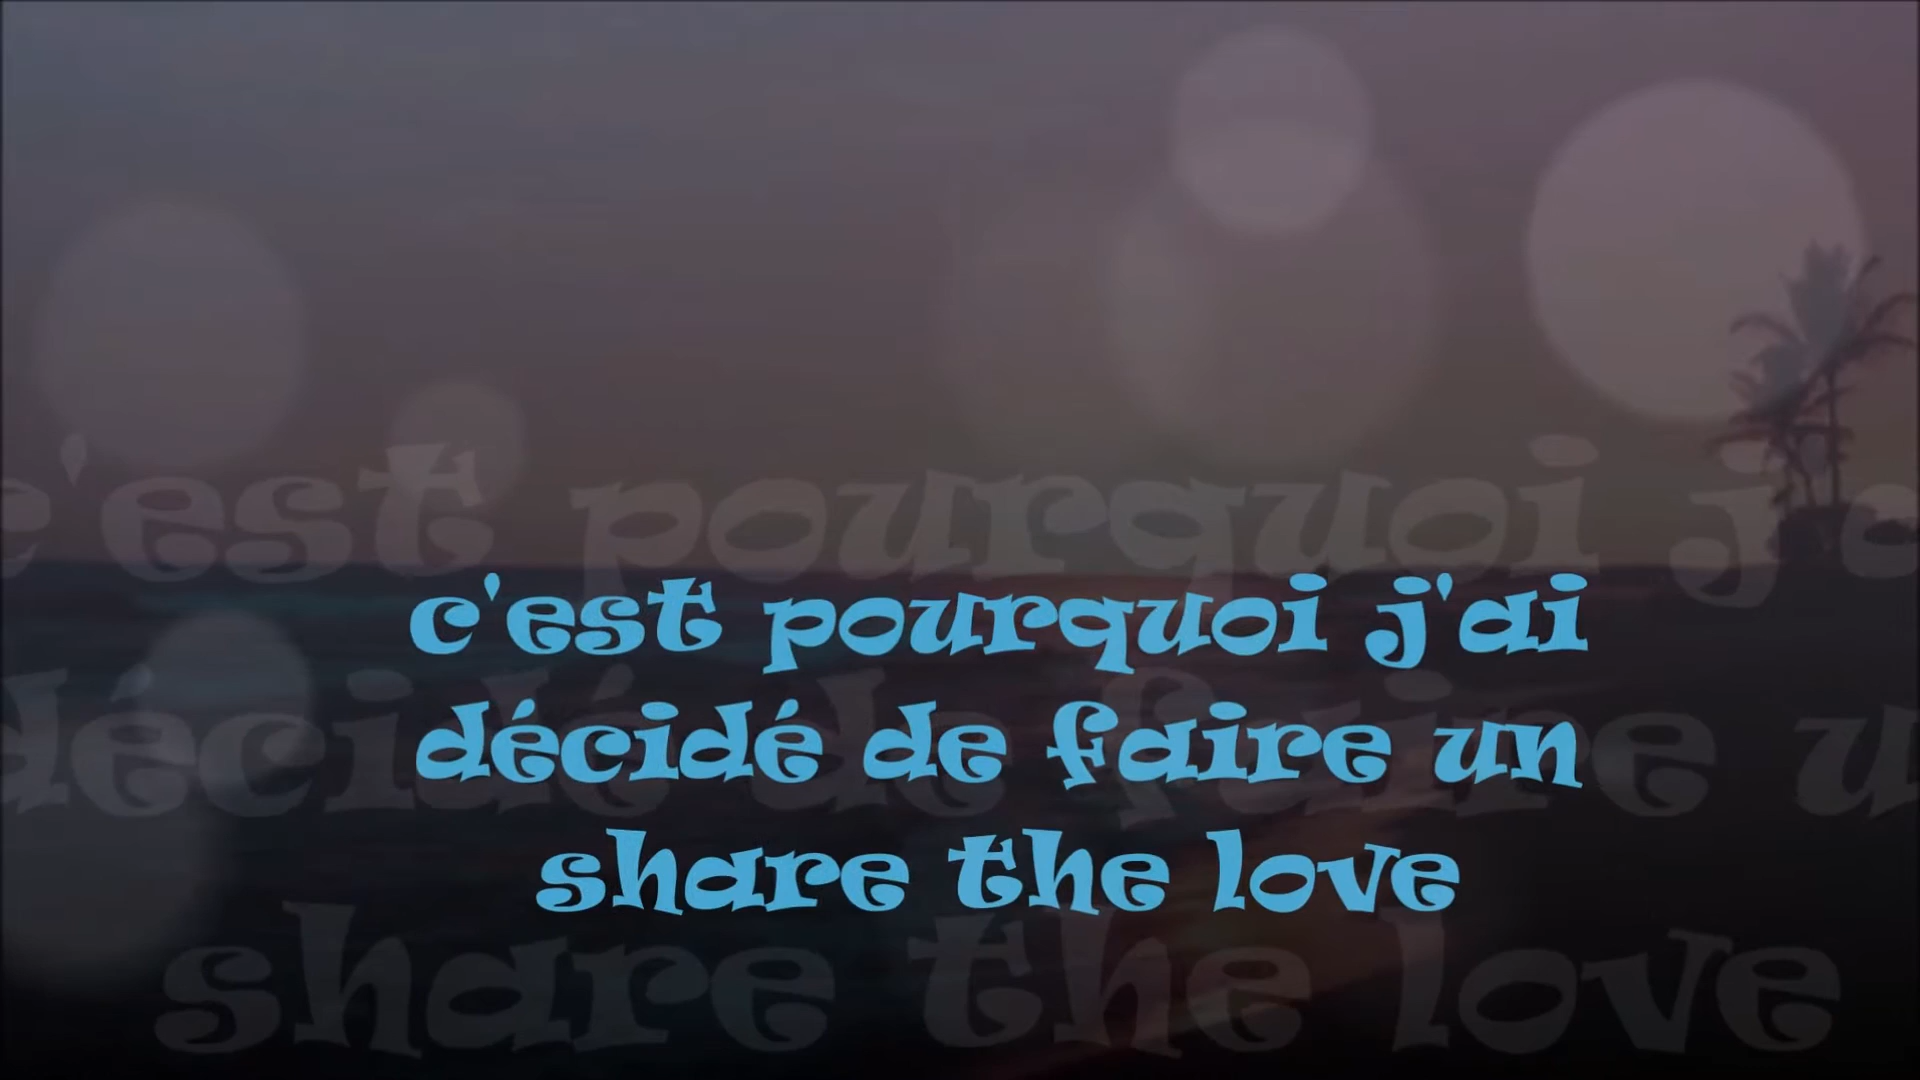 c'est pourquoi j'ai
décidé de faire un
share the love